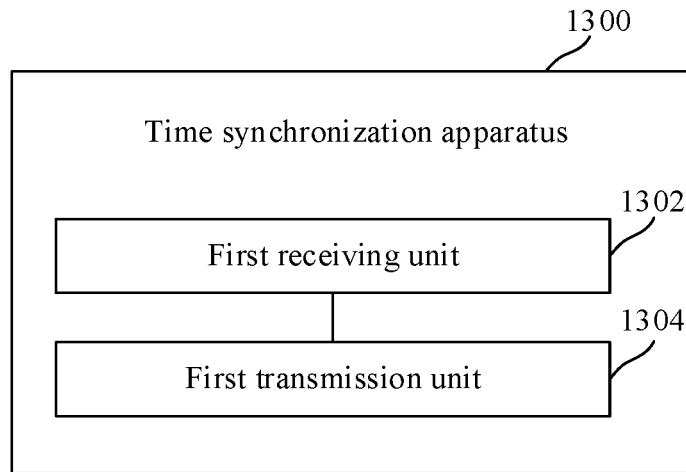 1300
Time synchronization apparatus
1302
First receiving unit
1304
First transmission unit